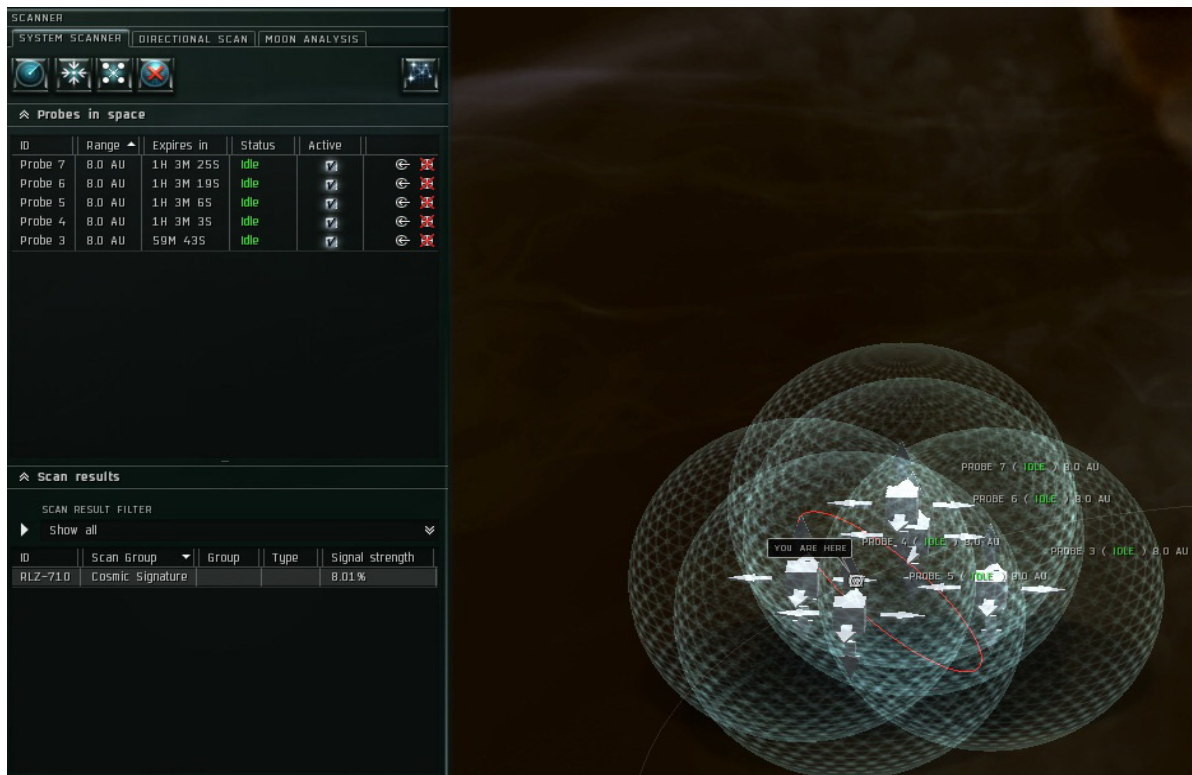 SCANNER
SYSTEM SCANNER DIRECTIONAL SCAN MOON ANALYSIS
Probes in space
ID Range Expires in Status Active
Probe 7 8.0 AU 1H 3M 25S Idle
Probe 6 8.0 AU 1H 3M 19S Idle
Probe 5 8.0 AU 1H 3M 6S Idle
Probe 4 8.0 AU 1H 3M 3S Idle
Probe 3 8.0 AU 59M 43S Idle
Scan results
SCAN RESULT FILTER
Show all
ID Scan Group Group Type Signal strength
RLZ-710 Cosmic Signature 8.01%
PROBE 7 ( IDLE ) 8.0 AU
PROBE 6 ( IDLE ) 8.0 AU
PROBE 4 ( IDLE ) 8.0 AU
YOU ARE HERE
PROBE 3 ( IDLE ) 8.0 AU
PROBE 5 ( IDLE ) 8.0 AU